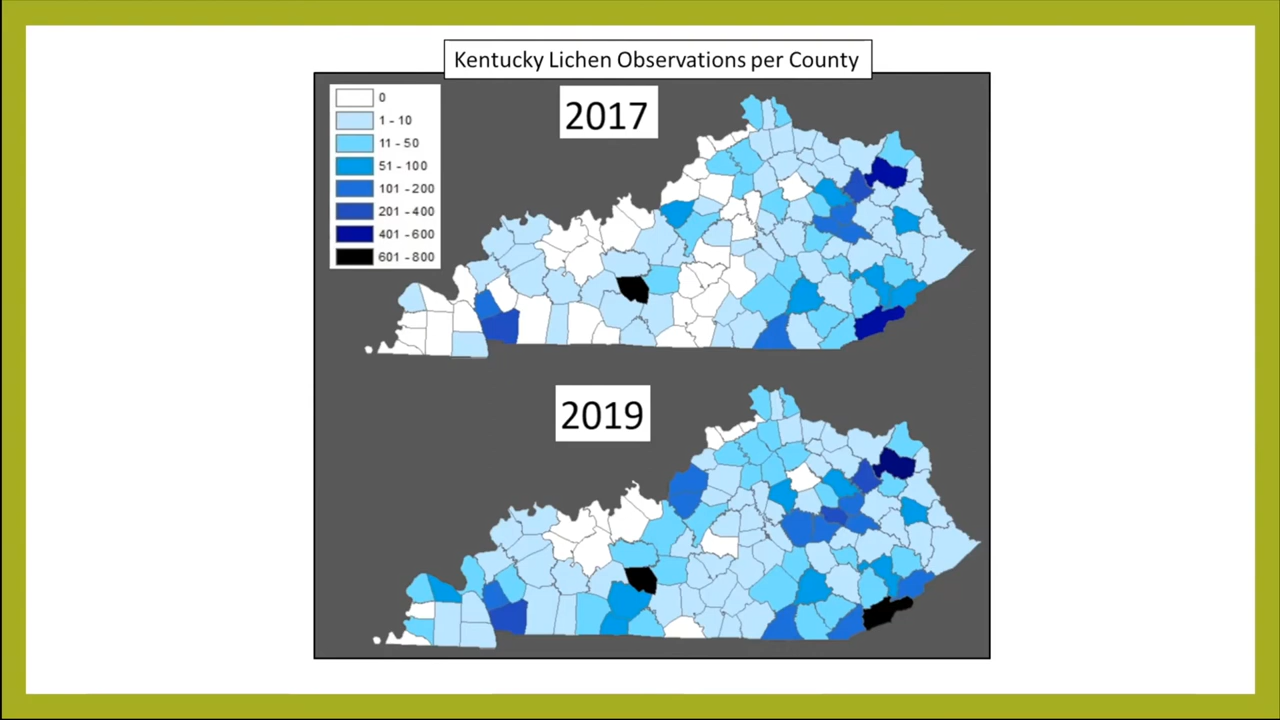 Kentucky Lichen Observations per County
2017
0
1 - 10
11 - 50
51 - 100
101 - 200
201 - 400
401 - 600
601 - 800
2019